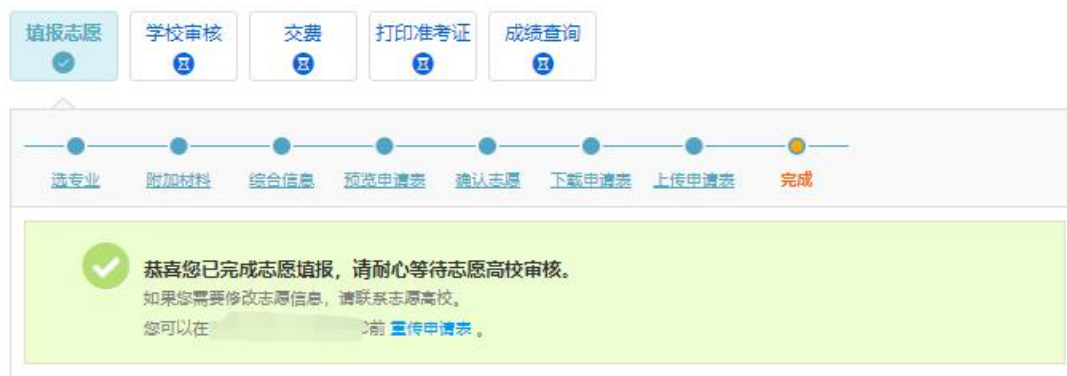 填报志愿 学校审核 交费 打印准考证 成绩查询
选专业 附加材料 综合信息 预览申请表 确认志愿 下载申请表 上传申请表 完成
恭喜您已完成志愿填报，请耐心等待志愿高校审核。
如果您需要修改志愿信息，请联系志愿高校。
您可以在 前 重传申请表 。